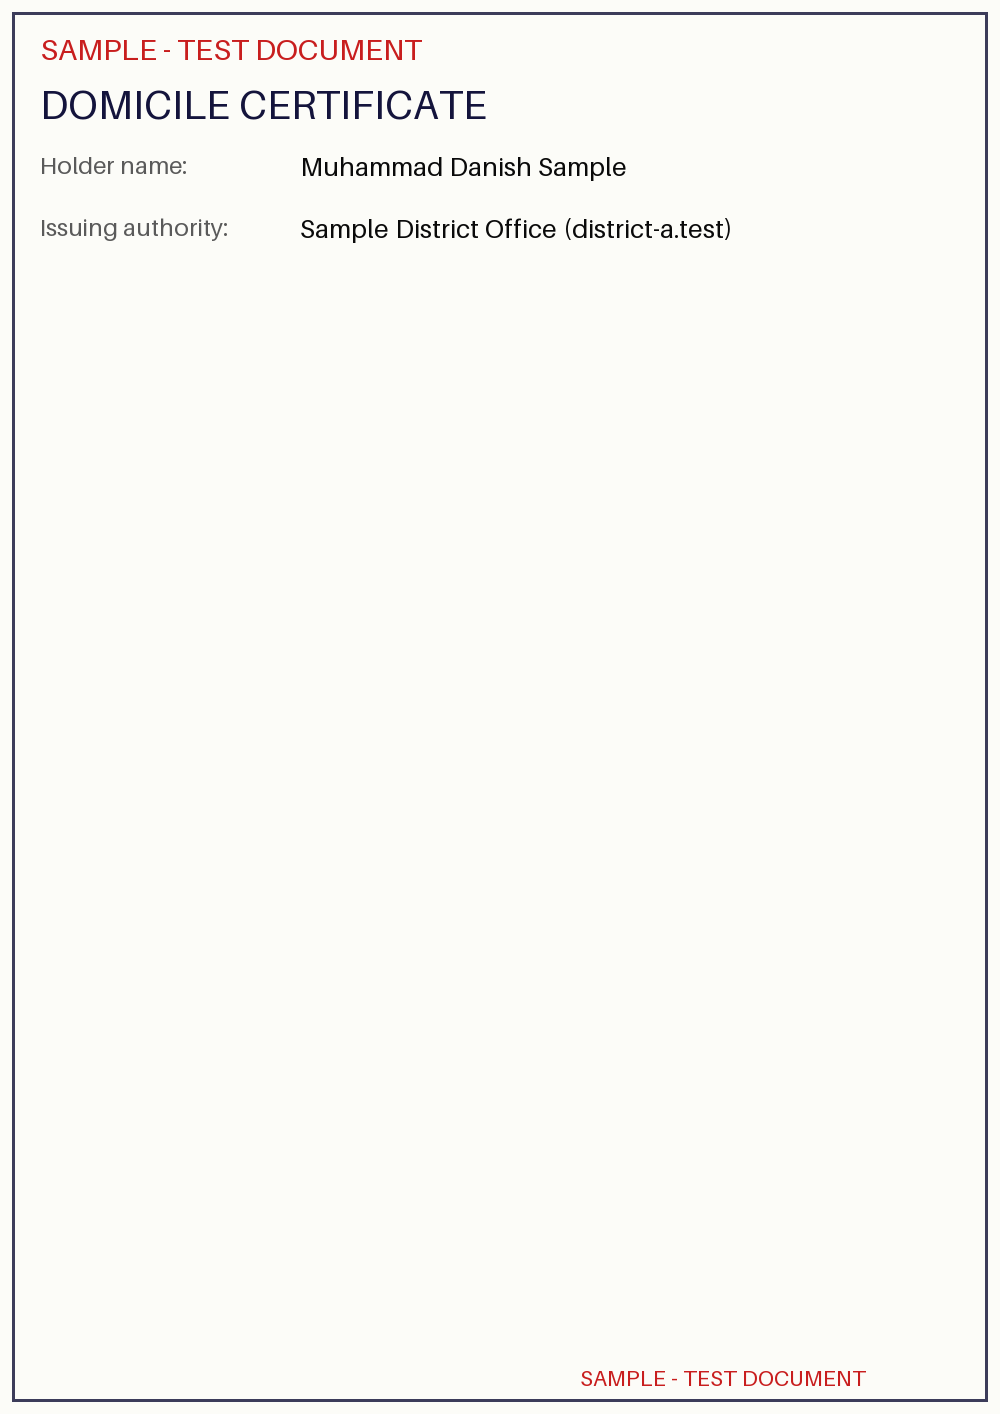 SAMPLE - TEST DOCUMENT
DOMICILE CERTIFICATE
Holder name: Muhammad Danish Sample
Issuing authority: Sample District Office (district-a.test)
SAMPLE - TEST DOCUMENT